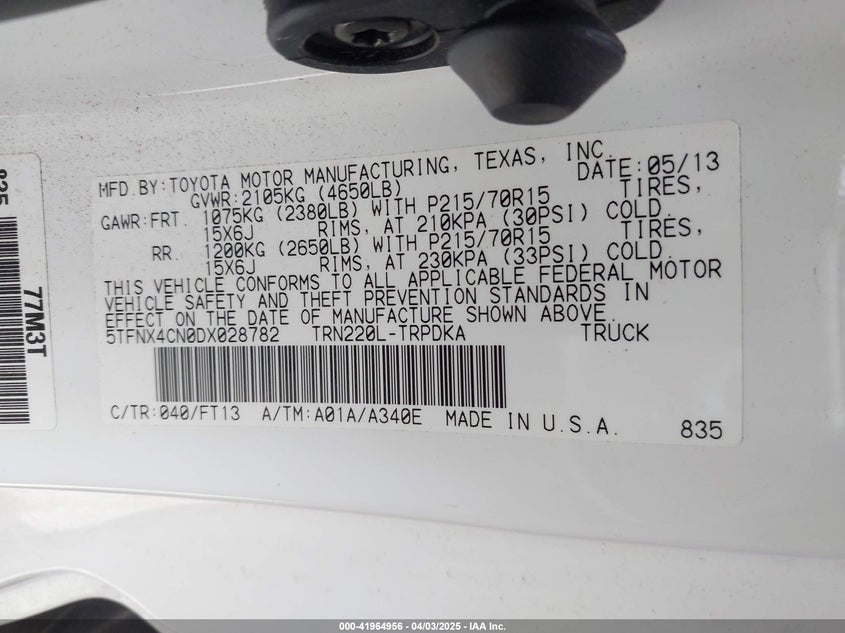 MFD.BY:TOYOTA MOTOR MANUFACTURING, TEXAS, INC.
DATE:05/13
GVWR:2105KG (4650LB)
GAWR:FRT. 1075KG (2380LB) WITH P215/70R15 TIRES,
15X6J RIMS, AT 210KPA (30PSI) COLD.
RR. 1200KG (2650LB) WITH P215/70R15 TIRES,
15X6J RIMS, AT 230KPA (33PSI) COLD.
THIS VEHICLE CONFORMS TO ALL APPLICABLE FEDERAL MOTOR
VEHICLE SAFETY AND THEFT PREVENTION STANDARDS IN
EFFECT ON THE DATE OF MANUFACTURE SHOWN ABOVE.
5TFNX4CN0DX028782 TRN220L-TRPDKA TRUCK
C/TR:040/FT13 A/TM:A01A/A340E MADE IN U.S.A. 835
77M3T
000-41964956 - 04/03/2025 - IAA Inc.